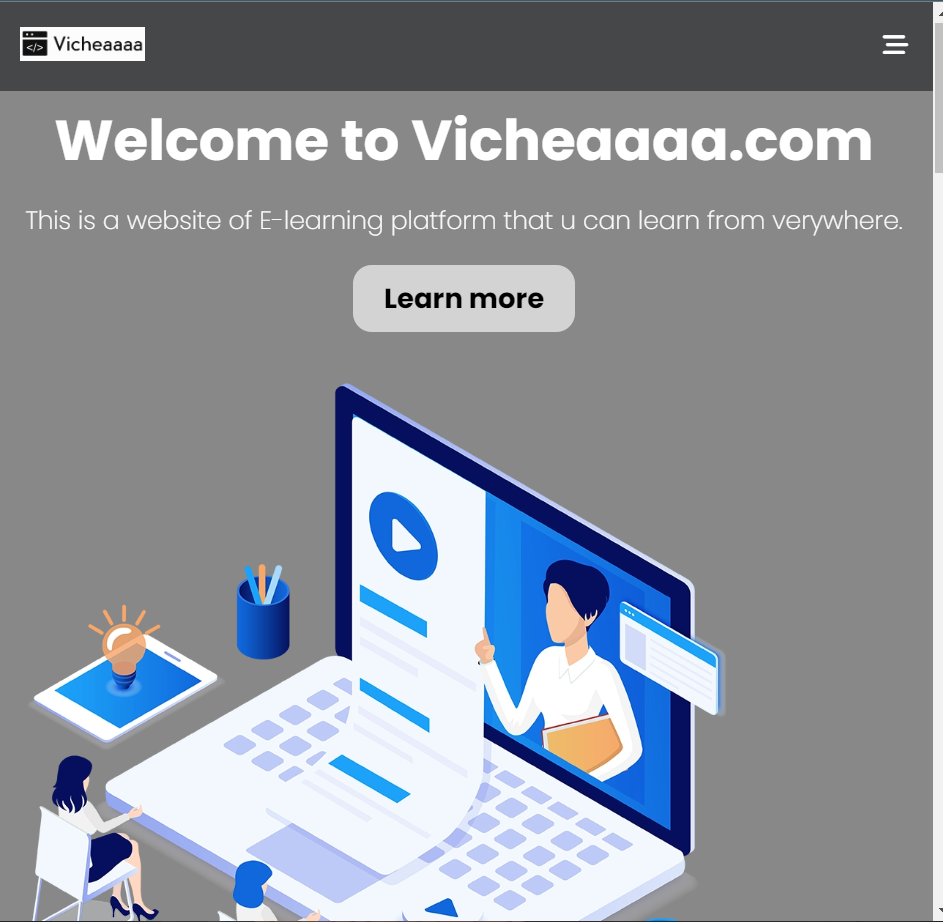 </> Vicheaaaa
Welcome to Vicheaaaa.com
This is a website of E-learning platform that u can learn from verywhere.
Learn more